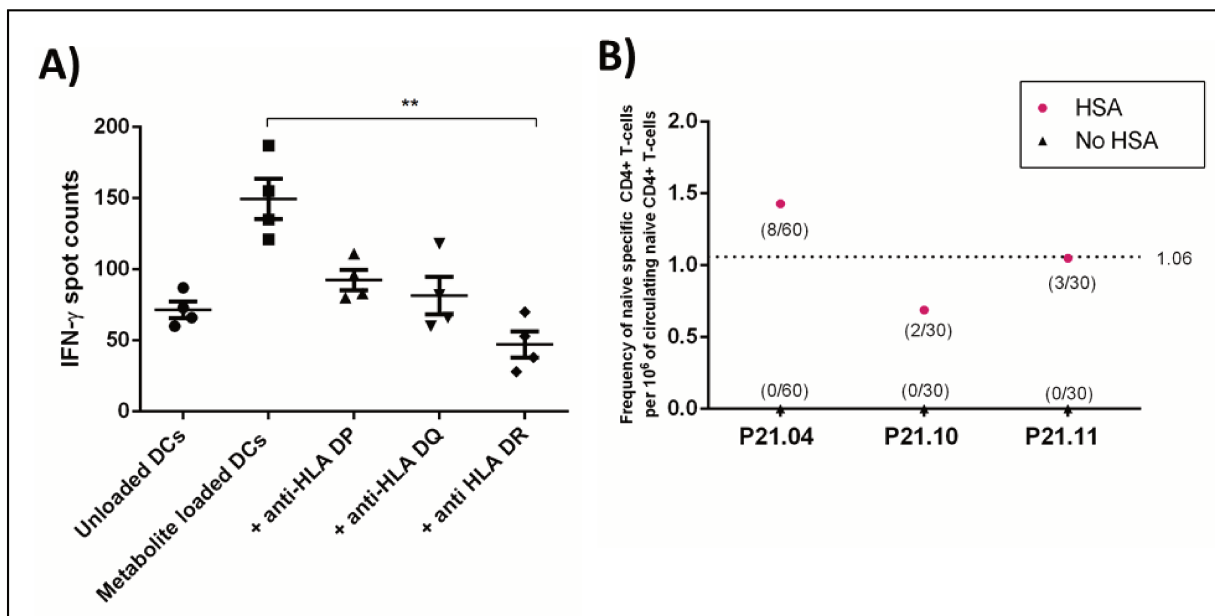 A)
**
200
150
100
50
0
IFN-γ spot counts
Unloaded DCs
Metabolite loaded DCs
+ anti-HLA DP
+ anti-HLA DQ
+ anti HLA DR
B)
HSA
No HSA
Frequency of naive specific CD4+ T-cells
per 10⁶ of circulating naive CD4+ T-cells
2.0
1.5
1.0
0.5
0.0
(8/60)
(2/30)
(3/30)
1.06
(0/60)
(0/30)
(0/30)
P21.04
P21.10
P21.11